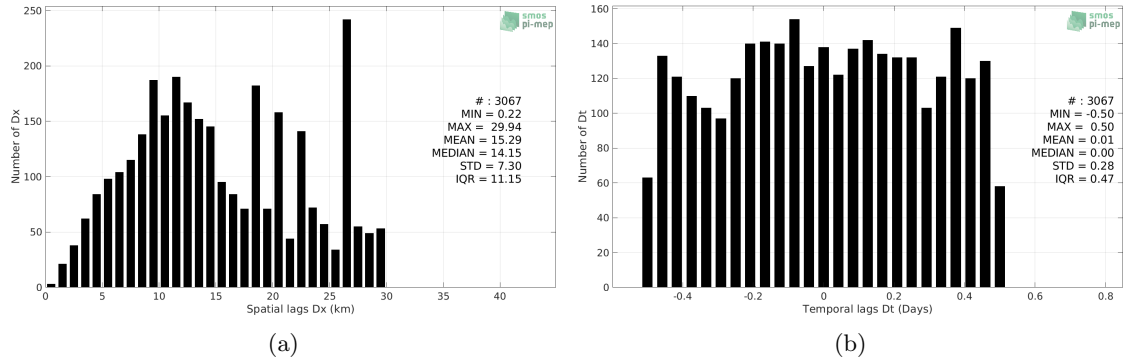 250
200
150
100
50
0
Number of Dx
0 5 10 15 20 25 30 35 40
Spatial lags Dx (km)
smos
pi-mep
# : 3067
MIN = 0.22
MAX = 29.94
MEAN = 15.29
MEDIAN = 14.15
STD = 7.30
IQR = 11.15
(a)
160
140
120
100
80
60
40
20
0
Number of Dt
-0.4 -0.2 0 0.2 0.4 0.6 0.8
Temporal lags Dt (Days)
smos
pi-mep
# : 3067
MIN = -0.50
MAX = 0.50
MEAN = 0.01
MEDIAN = 0.00
STD = 0.28
IQR = 0.47
(b)